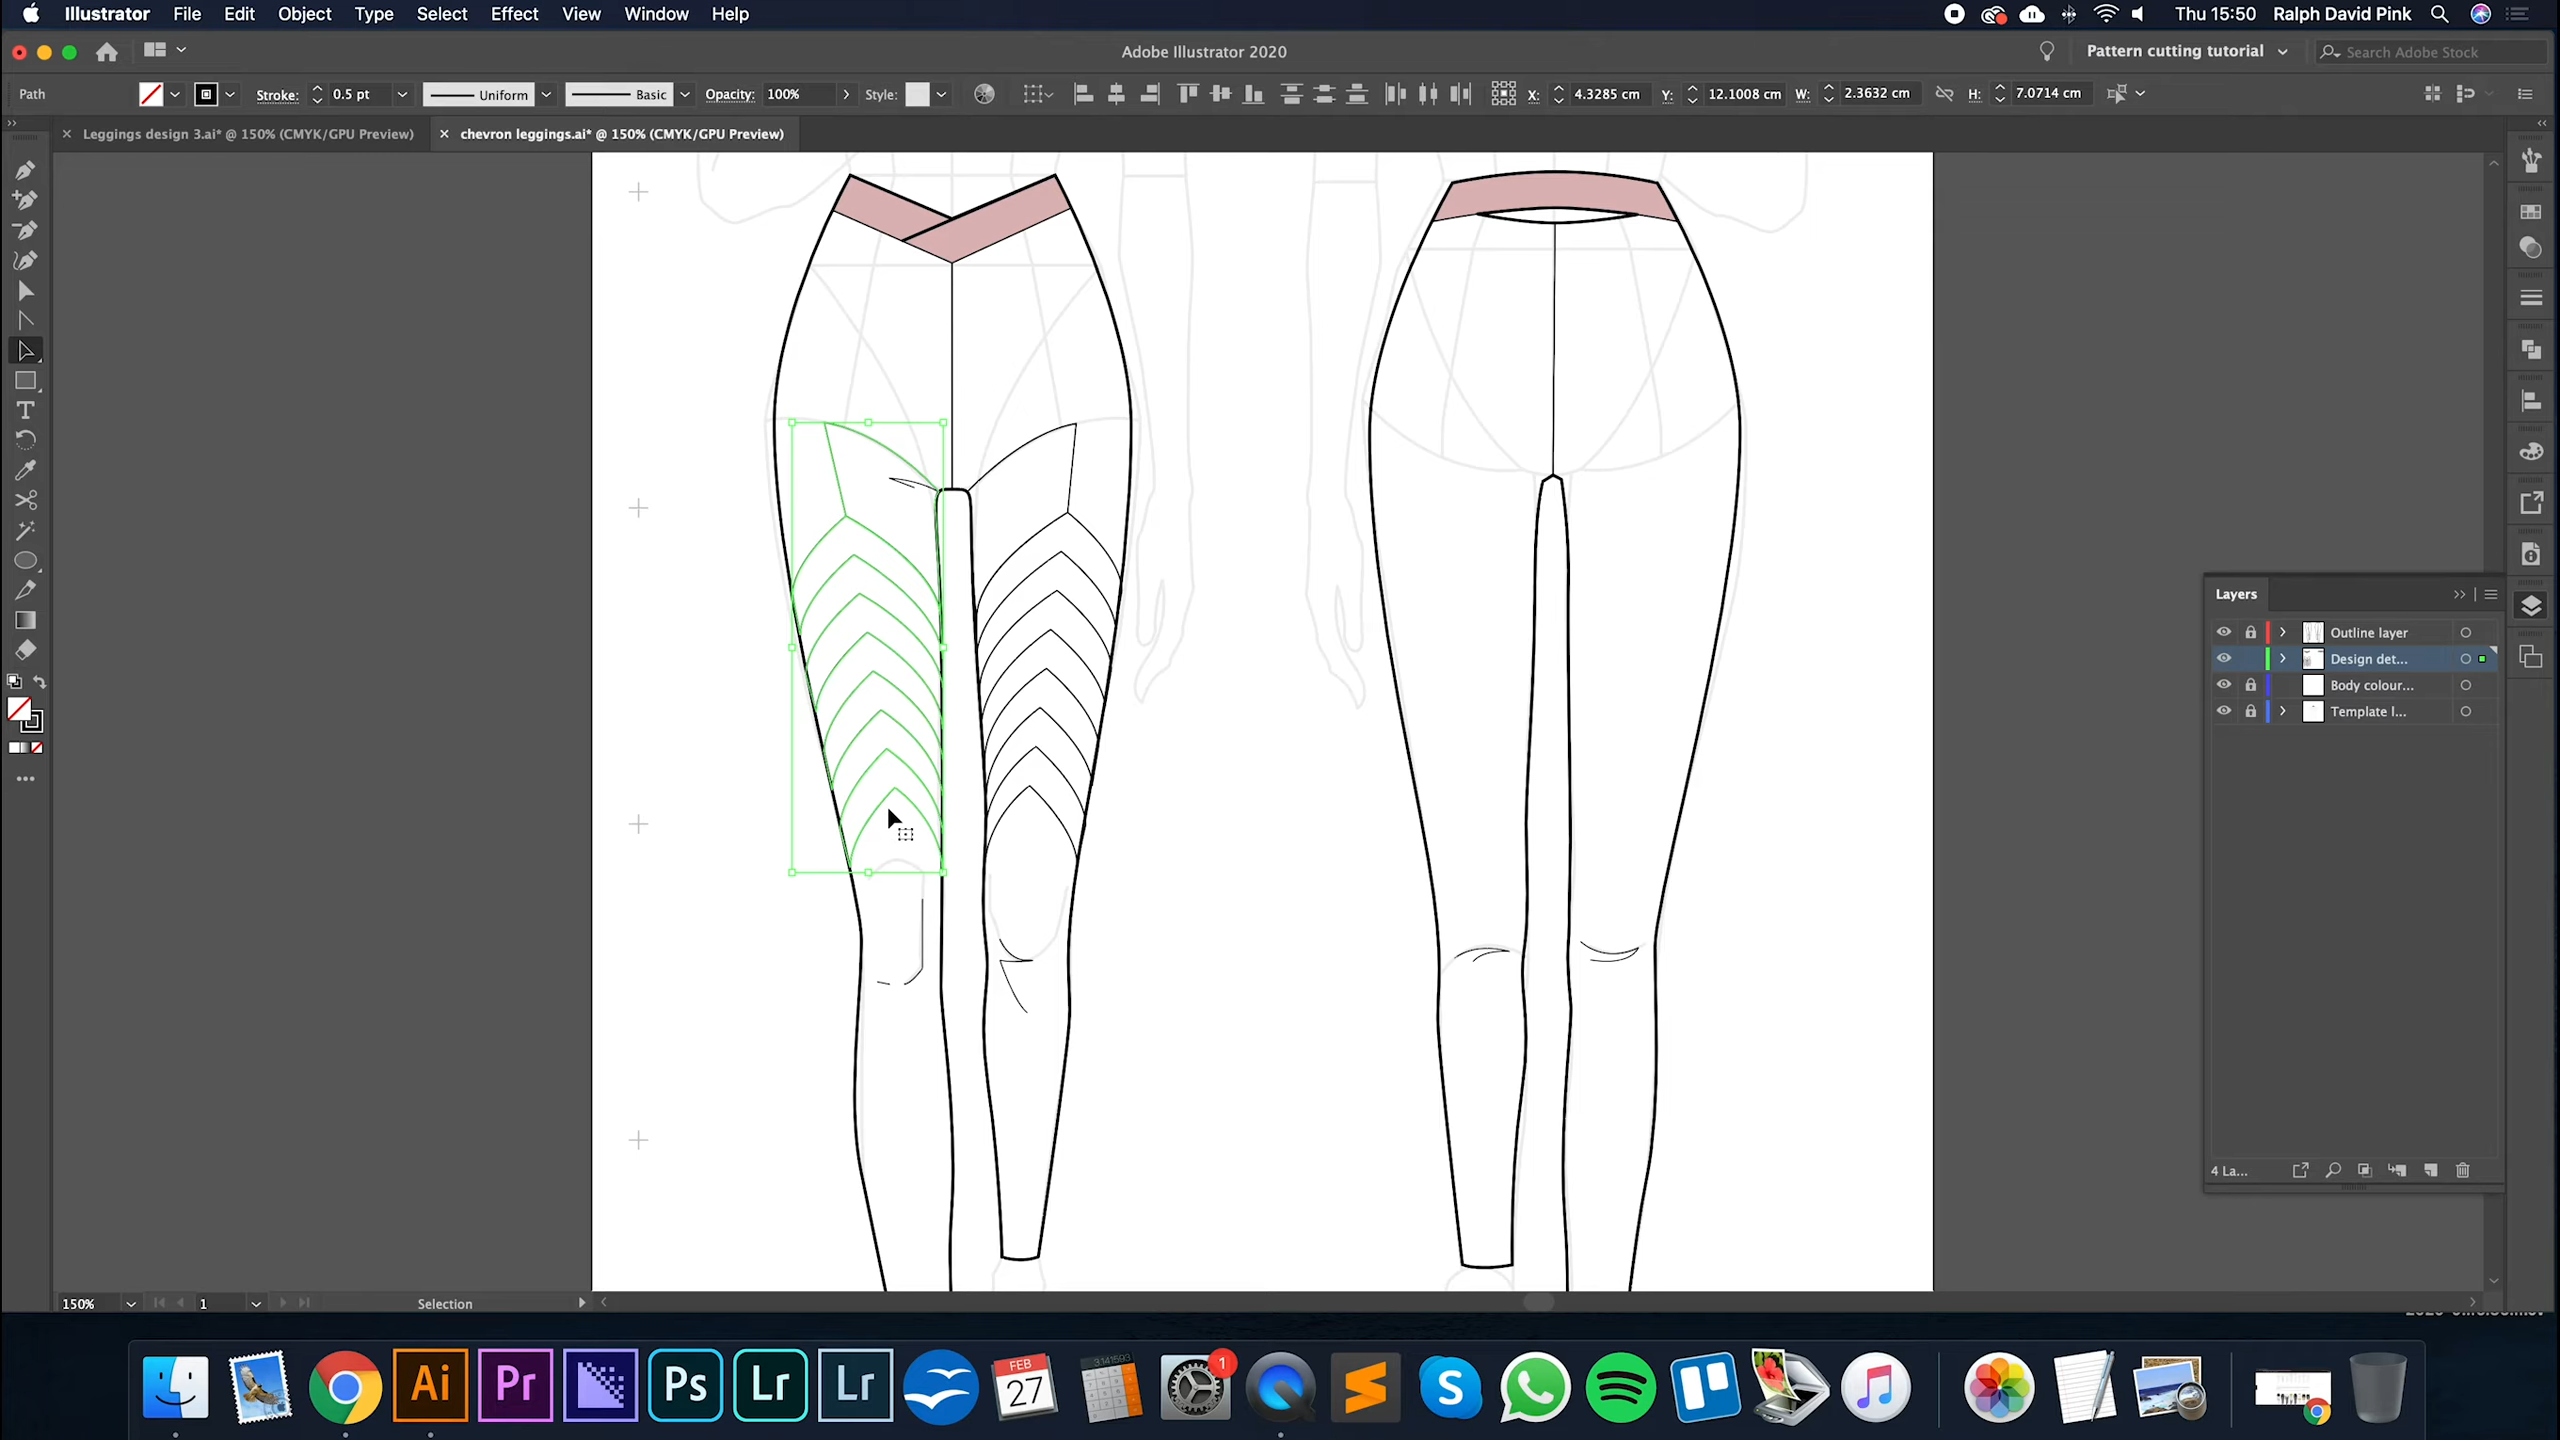 Illustrator File Edit Object Type Select Effect View Window Help Thu 15:50 Ralph David Pink
Adobe Illustrator 2020 Pattern cutting tutorial Search Adobe Stock
Path Stroke: 0.5 pt Uniform Basic Opacity: 100% Style: X: 4.3285 cm Y: 12.1008 cm W: 2.3632 cm H: 7.0714 cm
Leggings design 3.ai* @ 150% (CMYK/GPU Preview) chevron leggings.ai* @ 150% (CMYK/GPU Preview)
Layers
Outline layer
Design det...
Body colour...
Template l...
4 La...
150% 1 Selection
Ai Pr Ps Lr Lr FEB 27 3.141593 1 S